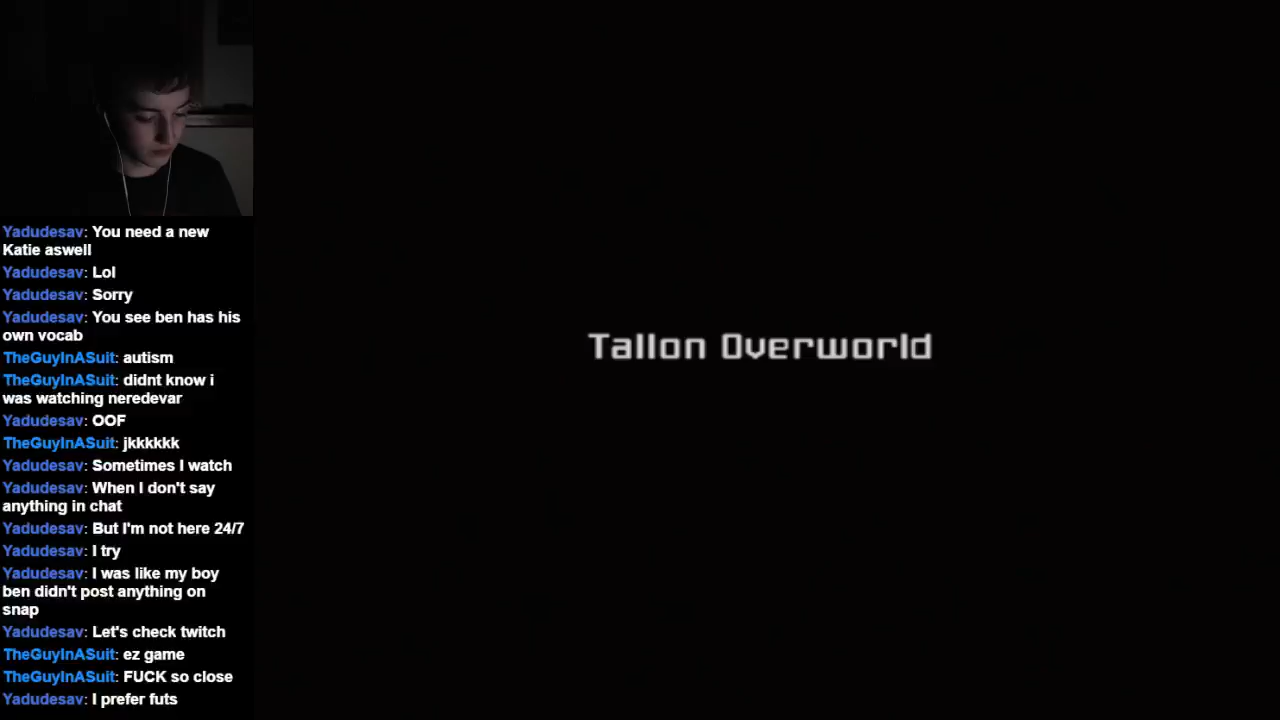 Yadudesav: You need a new
Katie aswell
Yadudesav: Lol
Yadudesav: Sorry
Yadudesav: You see ben has his
own vocab
TheGuyInASuit: autism
TheGuyInASuit: didnt know i
was watching neredevar
Yadudesav: OOF
TheGuyInASuit: jkkkkkk
Yadudesav: Sometimes I watch
Yadudesav: When I don't say
anything in chat
Yadudesav: But I'm not here 24/7
Yadudesav: I try
Yadudesav: I was like my boy
ben didn't post anything on
snap
Yadudesav: Let's check twitch
TheGuyInASuit: ez game
TheGuyInASuit: FUCK so close
Yadudesav: I prefer futs
Tallon Overworld